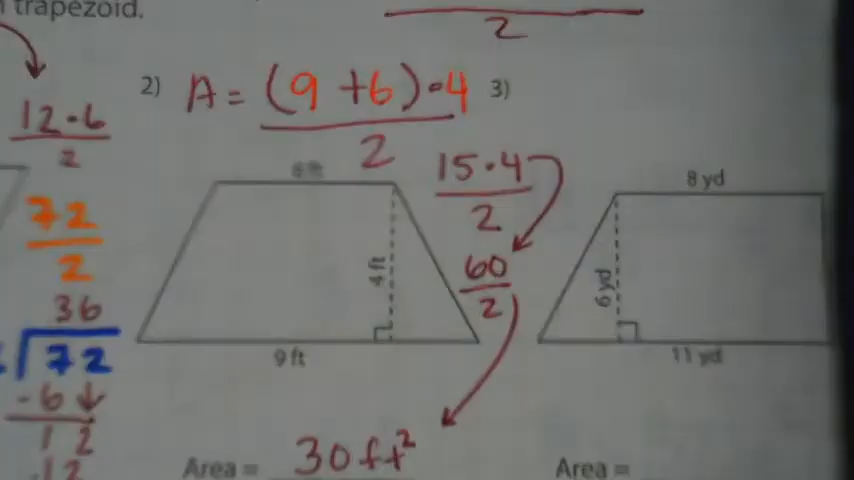 trapezoid.
2
12·6
2
72
2
36
72
-6
12
12
2) A = (9 + 6)·4
2
15·4
2
60
2
6 ft
4 ft
9 ft
Area = 30 ft²
3)
8 yd
6 yd
11 yd
Area =